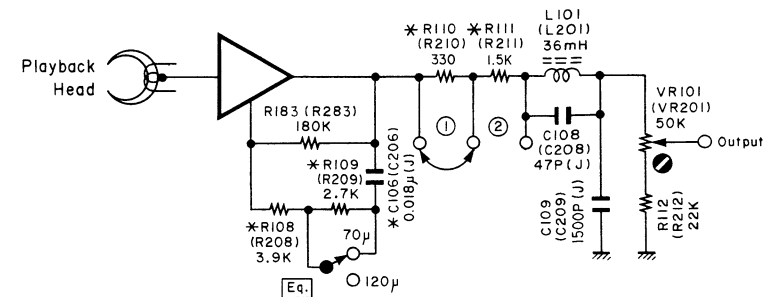 Playback
Head
R183 (R283)
180K
*R109
(R209)
2.7K
*C106(C206)
0.018μ(J)
*R108
(R208)
3.9K
70μ
120μ
Eq.
*R110
(R210)
330
*R111
(R211)
1.5K
①
②
L101
(L201)
36mH
C108
(C208)
47P(J)
C109
(C209)
1500P(J)
VR101
(VR201)
50K
Output
R112
(R212)
22K